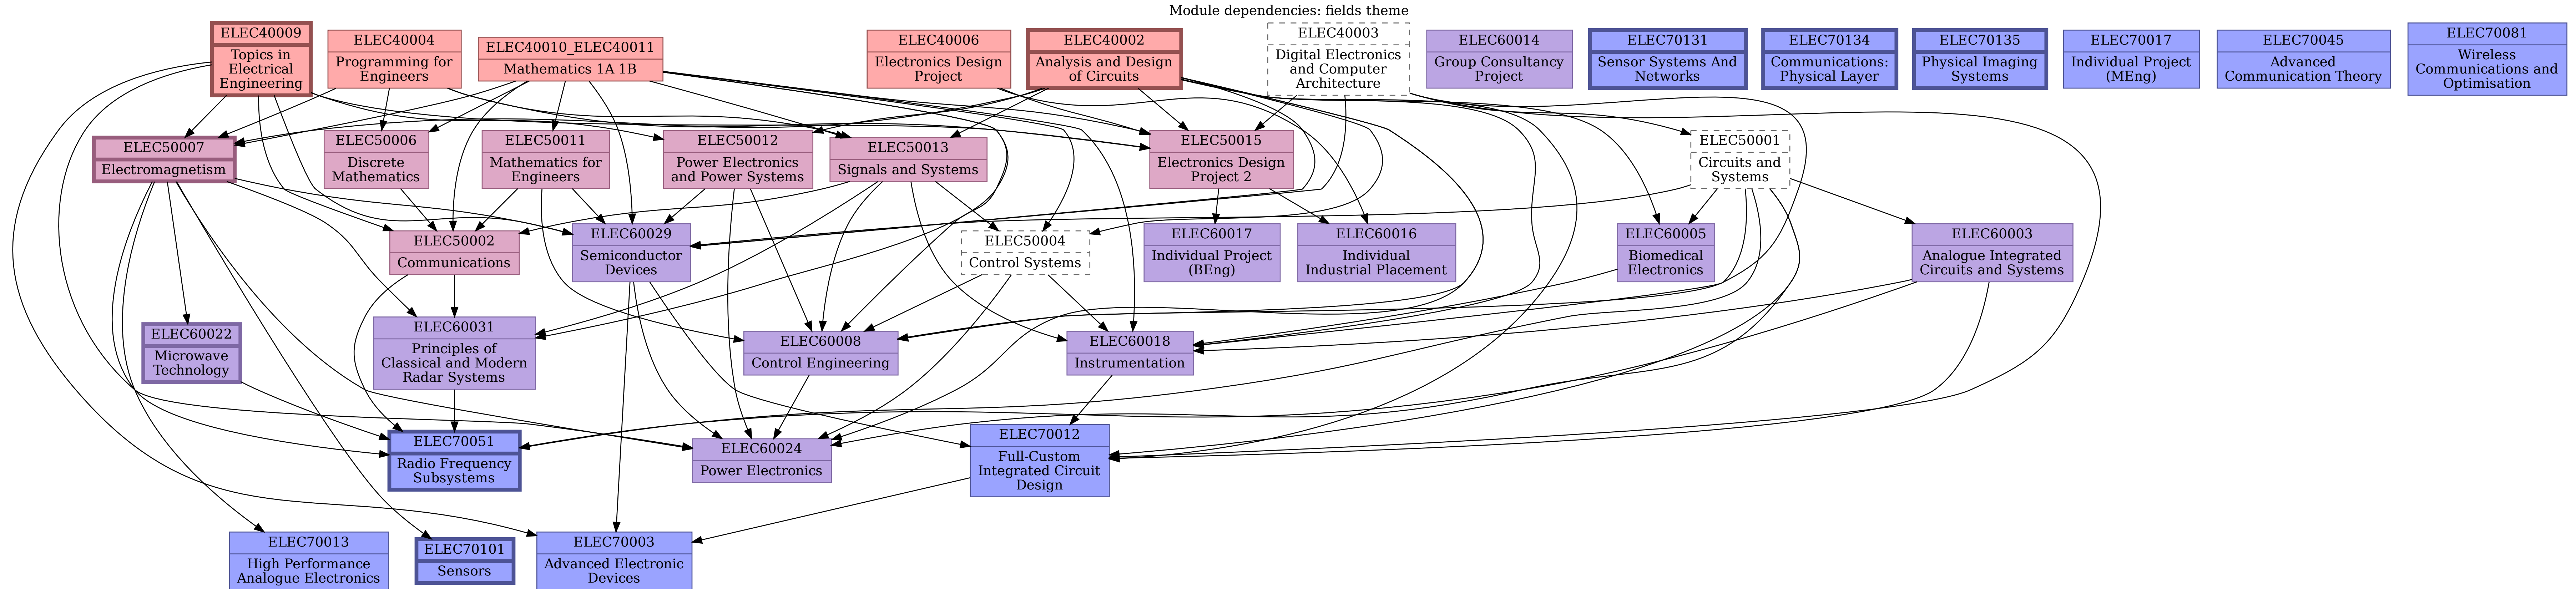 Module dependencies: fields theme
ELEC40009
Topics in
Electrical
Engineering
ELEC40004
Programming for
Engineers
ELEC40010_ELEC40011
Mathematics 1A 1B
ELEC40006
Electronics Design
Project
ELEC40002
Analysis and Design
of Circuits
ELEC40003
Digital Electronics
and Computer
Architecture
ELEC60014
Group Consultancy
Project
ELEC70131
Sensor Systems And
Networks
ELEC70134
Communications:
Physical Layer
ELEC70135
Physical Imaging
Systems
ELEC70017
Individual Project
(MEng)
ELEC70045
Advanced
Communication Theory
ELEC70081
Wireless
Communications and
Optimisation
ELEC50007
Electromagnetism
ELEC50006
Discrete
Mathematics
ELEC50011
Mathematics for
Engineers
ELEC50012
Power Electronics
and Power Systems
ELEC50013
Signals and Systems
ELEC50015
Electronics Design
Project 2
ELEC50001
Circuits and
Systems
ELEC50002
Communications
ELEC60029
Semiconductor
Devices
ELEC50004
Control Systems
ELEC60017
Individual Project
(BEng)
ELEC60016
Individual
Industrial Placement
ELEC60005
Biomedical
Electronics
ELEC60003
Analogue Integrated
Circuits and Systems
ELEC60022
Microwave
Technology
ELEC60031
Principles of
Classical and Modern
Radar Systems
ELEC60008
Control Engineering
ELEC60018
Instrumentation
ELEC70051
Radio Frequency
Subsystems
ELEC60024
Power Electronics
ELEC70012
Full-Custom
Integrated Circuit
Design
ELEC70013
High Performance
Analogue Electronics
ELEC70101
Sensors
ELEC70003
Advanced Electronic
Devices